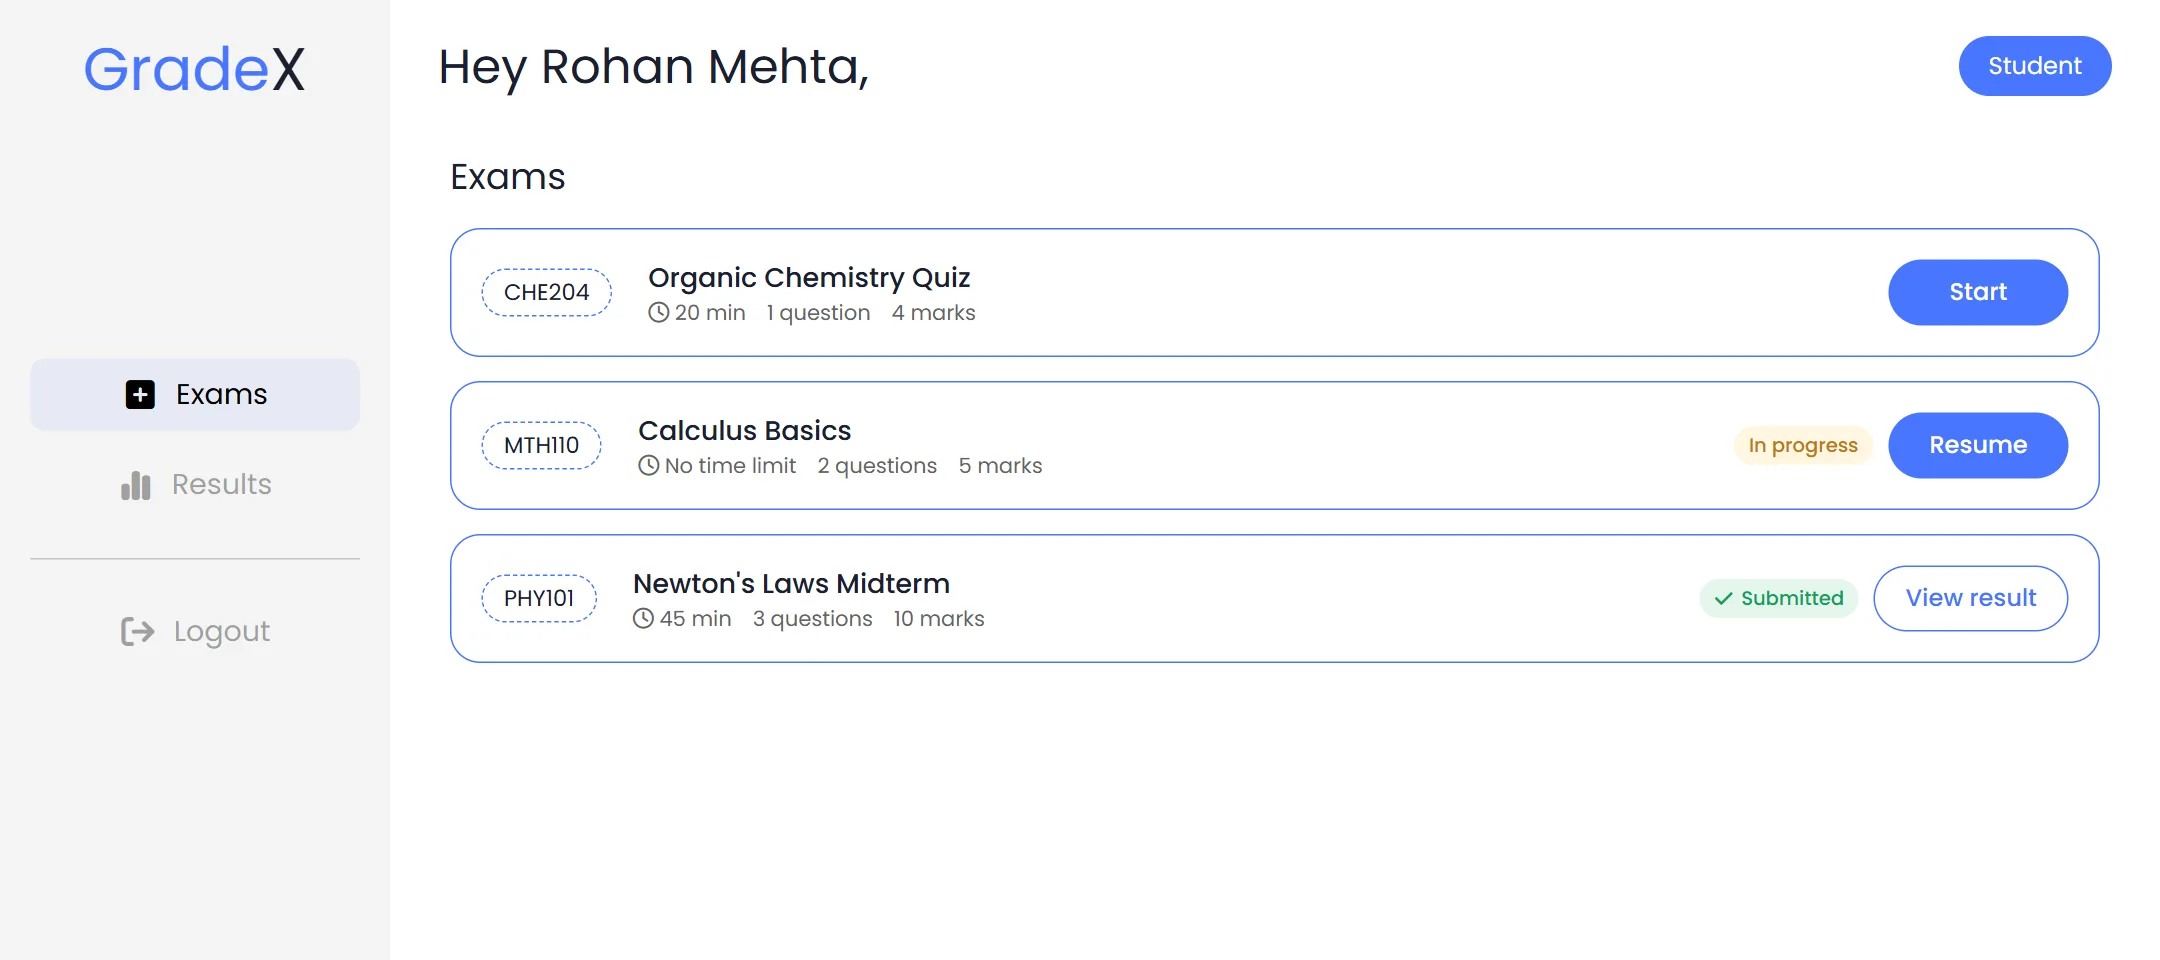 GradeX
Hey Rohan Mehta,
Student
Exams
CHE204
Organic Chemistry Quiz
20 min 1 question 4 marks
Start
Exams
MTH110
Calculus Basics
No time limit 2 questions 5 marks
In progress
Resume
Results
PHY101
Newton's Laws Midterm
45 min 3 questions 10 marks
Submitted
View result
Logout